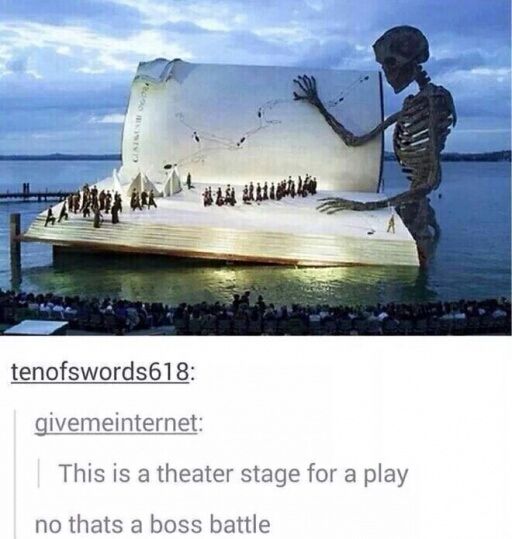 tenofswords618:
givemeinternet:
This is a theater stage for a play
no thats a boss battle